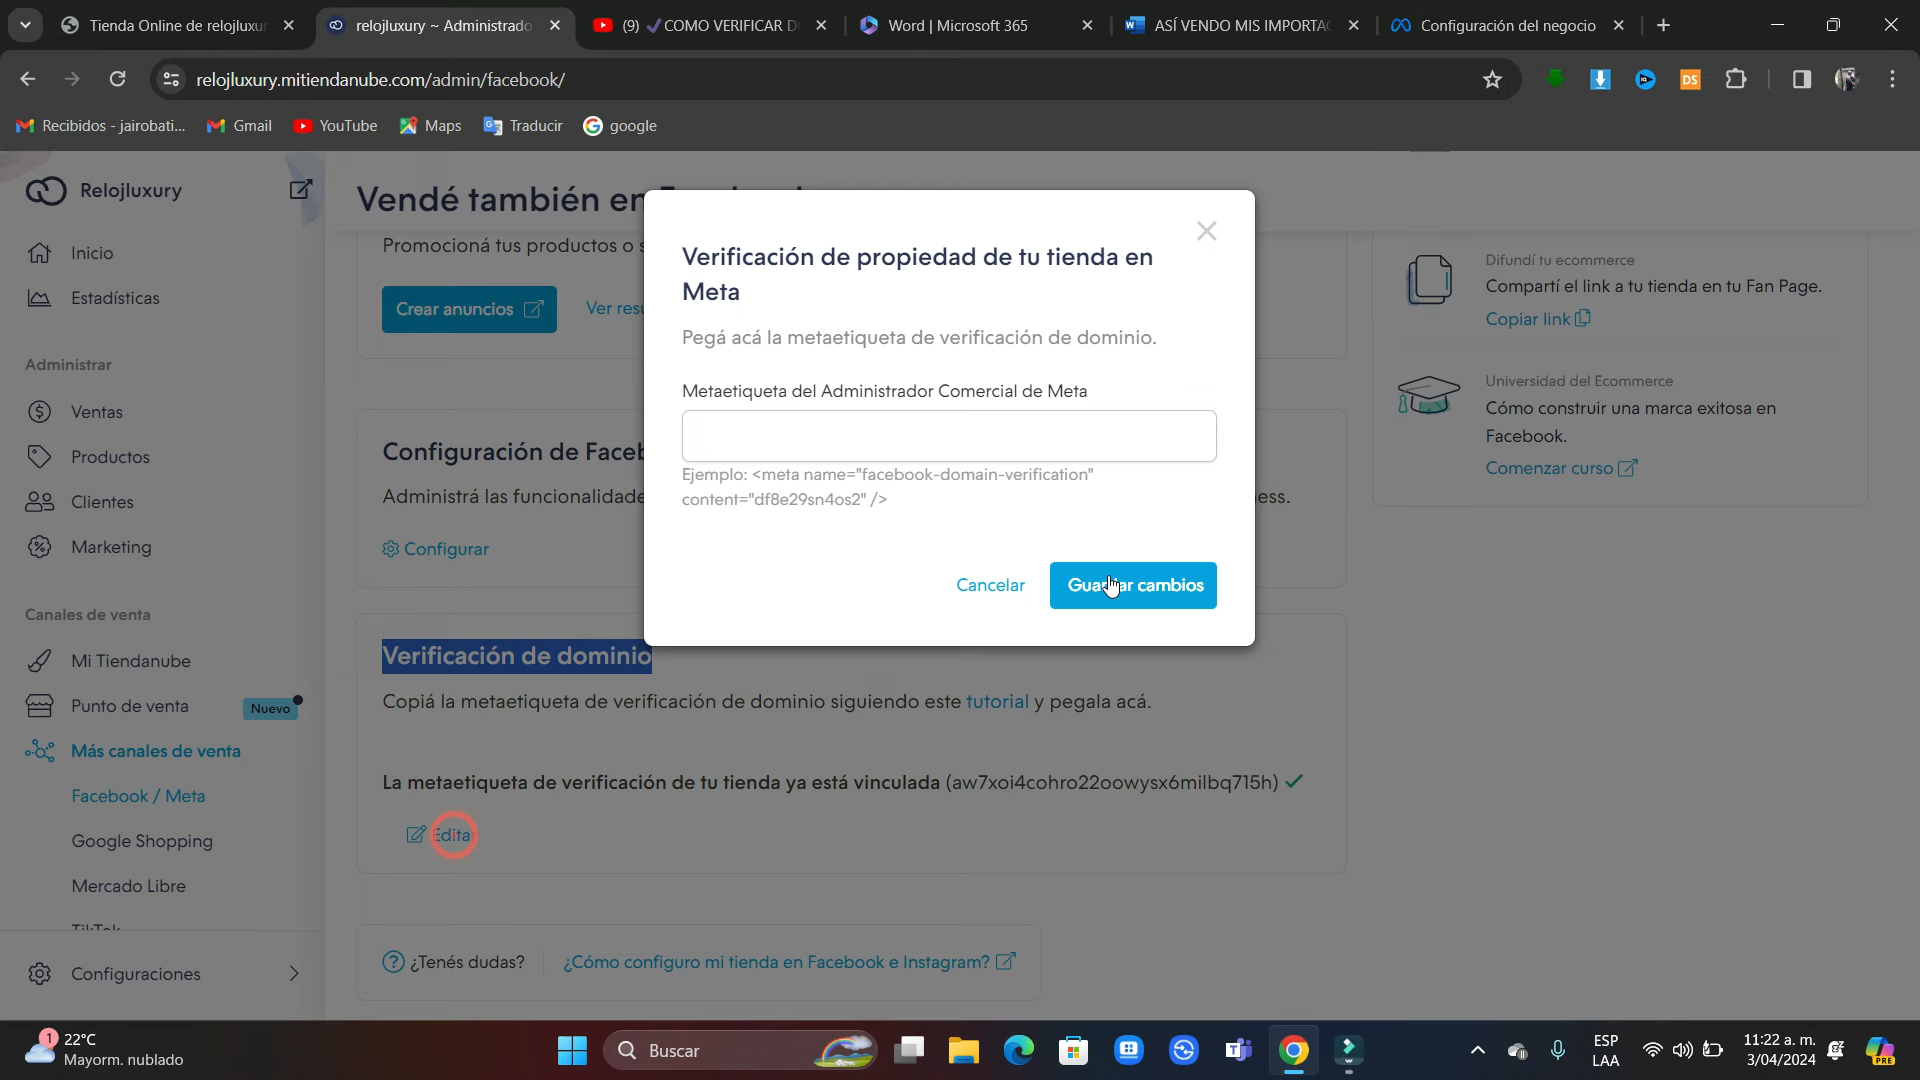 Tienda Online de relojluxu
relojluxury ~ Administrado
(9) ✓COMO VERIFICAR D
Word | Microsoft 365
ASÍ VENDO MIS IMPORTAC
Configuración del negocio
relojluxury.mitiendanube.com/admin/facebook/
DS
Recibidos - jairobati...
Gmail
YouTube
Maps
Traducir
google
Relojluxury
Inicio
Estadísticas
Administrar
Ventas
Productos
Clientes
Marketing
Canales de venta
Mi Tiendanube
Punto de venta
Nuevo
Más canales de venta
Facebook / Meta
Google Shopping
Mercado Libre
TikTok
Configuraciones
Vendé también en
Promocioná tus productos o s
Crear anuncios
Ver resu
Configuración de Faceb
Administrá las funcionalidade
ess.
Configurar
Verificación de dominio
Copiá la metaetiqueta de verificación de dominio siguiendo este tutorial y pegala acá.
La metaetiqueta de verificación de tu tienda ya está vinculada (aw7xoi4cohro22oowysx6milbq715h)
Editar
¿Tenés dudas?
¿Cómo configuro mi tienda en Facebook e Instagram?
Verificación de propiedad de tu tienda en
Meta
Pegá acá la metaetiqueta de verificación de dominio.
Metaetiqueta del Administrador Comercial de Meta
Ejemplo: <meta name="facebook-domain-verification"
content="df8e29sn4os2" />
Cancelar
Guardar cambios
Difundí tu ecommerce
Compartí el link a tu tienda en tu Fan Page.
Copiar link
Universidad del Ecommerce
Cómo construir una marca exitosa en
Facebook.
Comenzar curso
1
22°C
Mayorm. nublado
Buscar
ESP
LAA
11:22 a. m.
3/04/2024
PRE